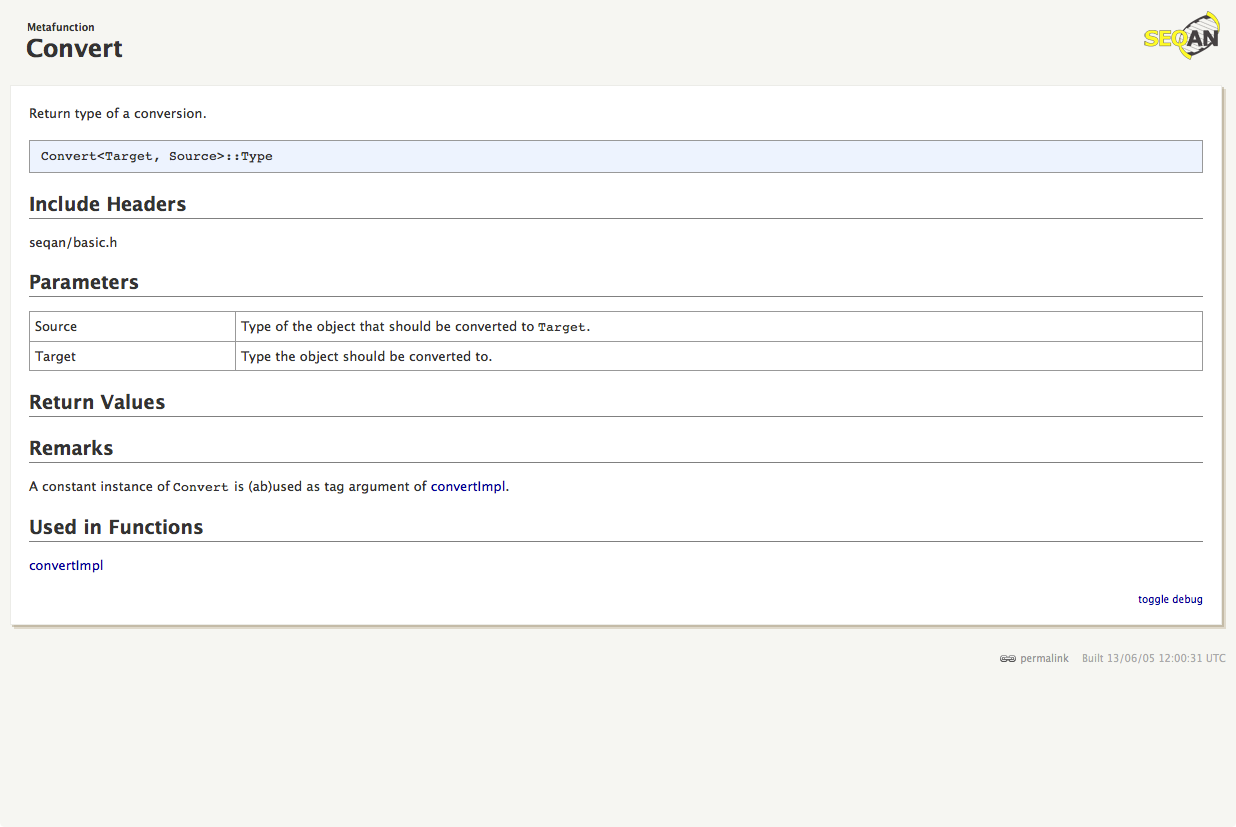 Metafunction
Convert
SEQAN
Return type of a conversion.
Convert<Target, Source>::Type
Include Headers
seqan/basic.h
Parameters
Source Type of the object that should be converted to Target.
Target Type the object should be converted to.
Return Values
Remarks
A constant instance of Convert is (ab)used as tag argument of convertImpl.
Used in Functions
convertImpl
toggle debug
permalink Built 13/06/05 12:00:31 UTC